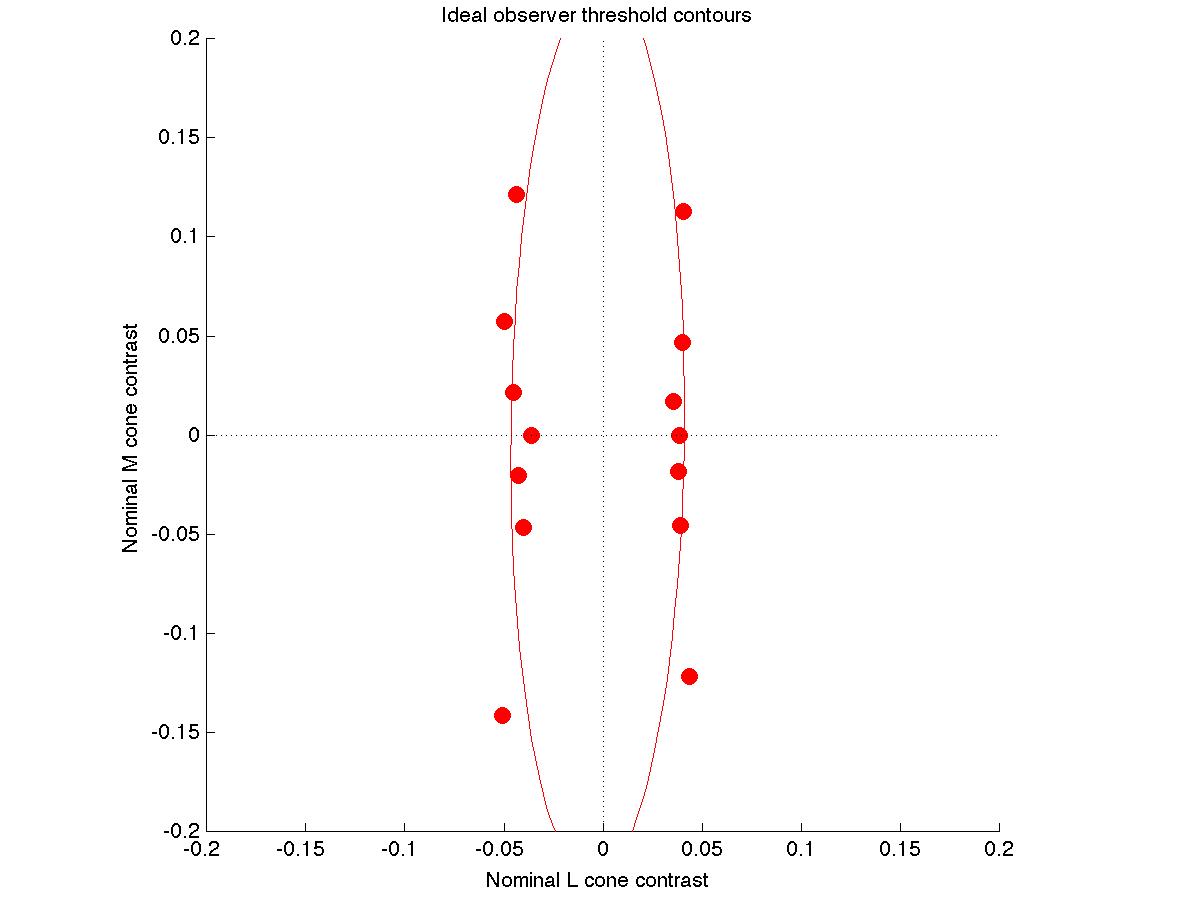 Ideal observer threshold contours
0.2
0.15
0.1
0.05
0
-0.05
-0.1
-0.15
-0.2
Nominal M cone contrast
-0.2 -0.15 -0.1 -0.05 0 0.05 0.1 0.15 0.2
Nominal L cone contrast